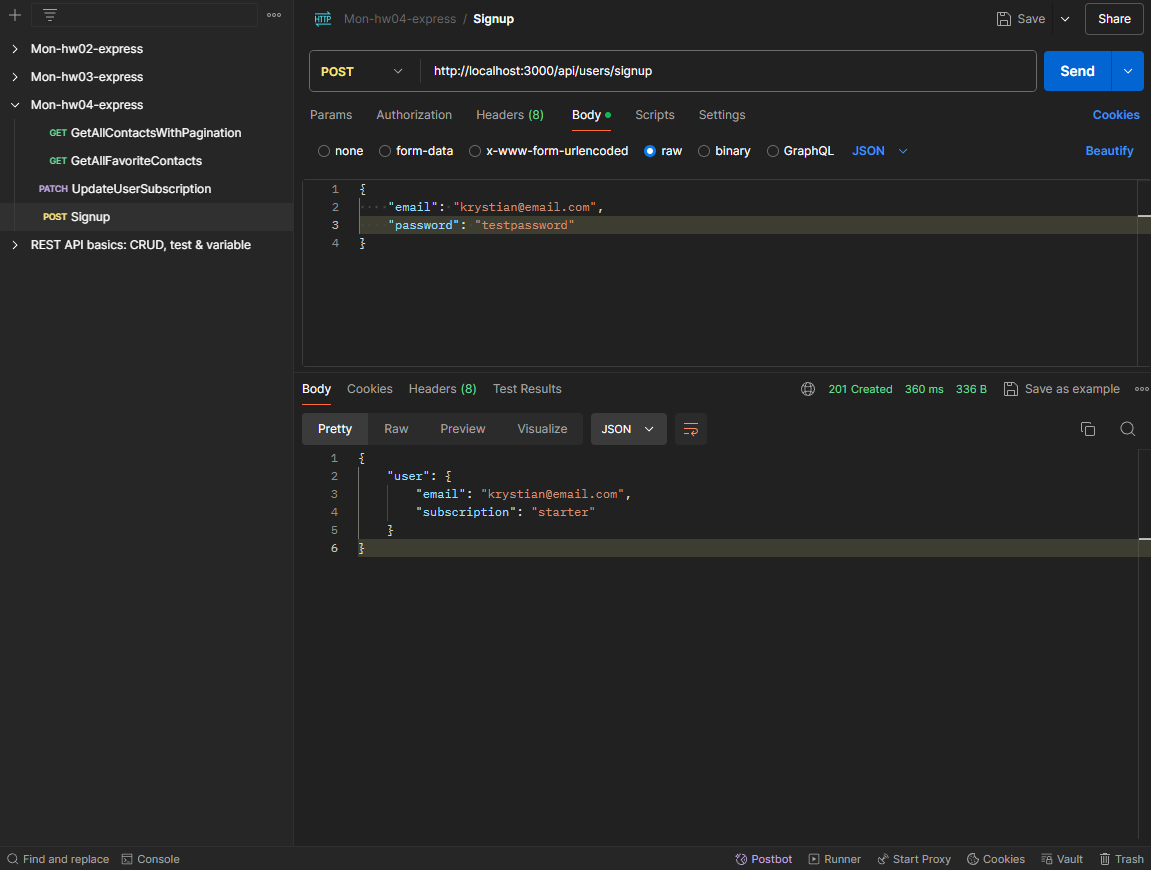 HTTP Mon-hw04-express / Signup Save Share
Mon-hw02-express
Mon-hw03-express
Mon-hw04-express
GET GetAllContactsWithPagination
GET GetAllFavoriteContacts
PATCH UpdateUserSubscription
POST Signup
REST API basics: CRUD, test & variable
POST http://localhost:3000/api/users/signup Send
Params Authorization Headers (8) Body Scripts Settings Cookies
none form-data x-www-form-urlencoded raw binary GraphQL JSON Beautify
1 {
2 ····"email":·"krystian@email.com",
3 ····"password":·"testpassword"
4 }
Body Cookies Headers (8) Test Results 201 Created 360 ms 336 B Save as example
Pretty Raw Preview Visualize JSON
1 {
2 "user": {
3 "email": "krystian@email.com",
4 "subscription": "starter"
5 }
6 }
Find and replace Console Postbot Runner Start Proxy Cookies Vault Trash